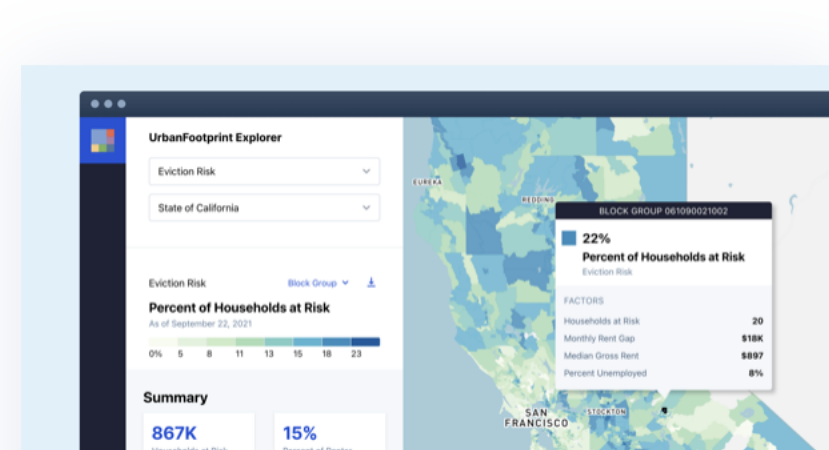 UrbanFootprint Explorer
Eviction Risk
State of California
Eviction Risk
Block Group
Percent of Households at Risk
As of September 22, 2021
0% 5 8 11 13 15 18 23
Summary
867K
15%
EUREKA
REDDING
BLOCK GROUP 061090021002
22%
Percent of Households at Risk
Eviction Risk
FACTORS
Households at Risk 20
Monthly Rent Gap $18K
Median Gross Rent $897
Percent Unemployed 8%
SAN
FRANCISCO
STOCKTON